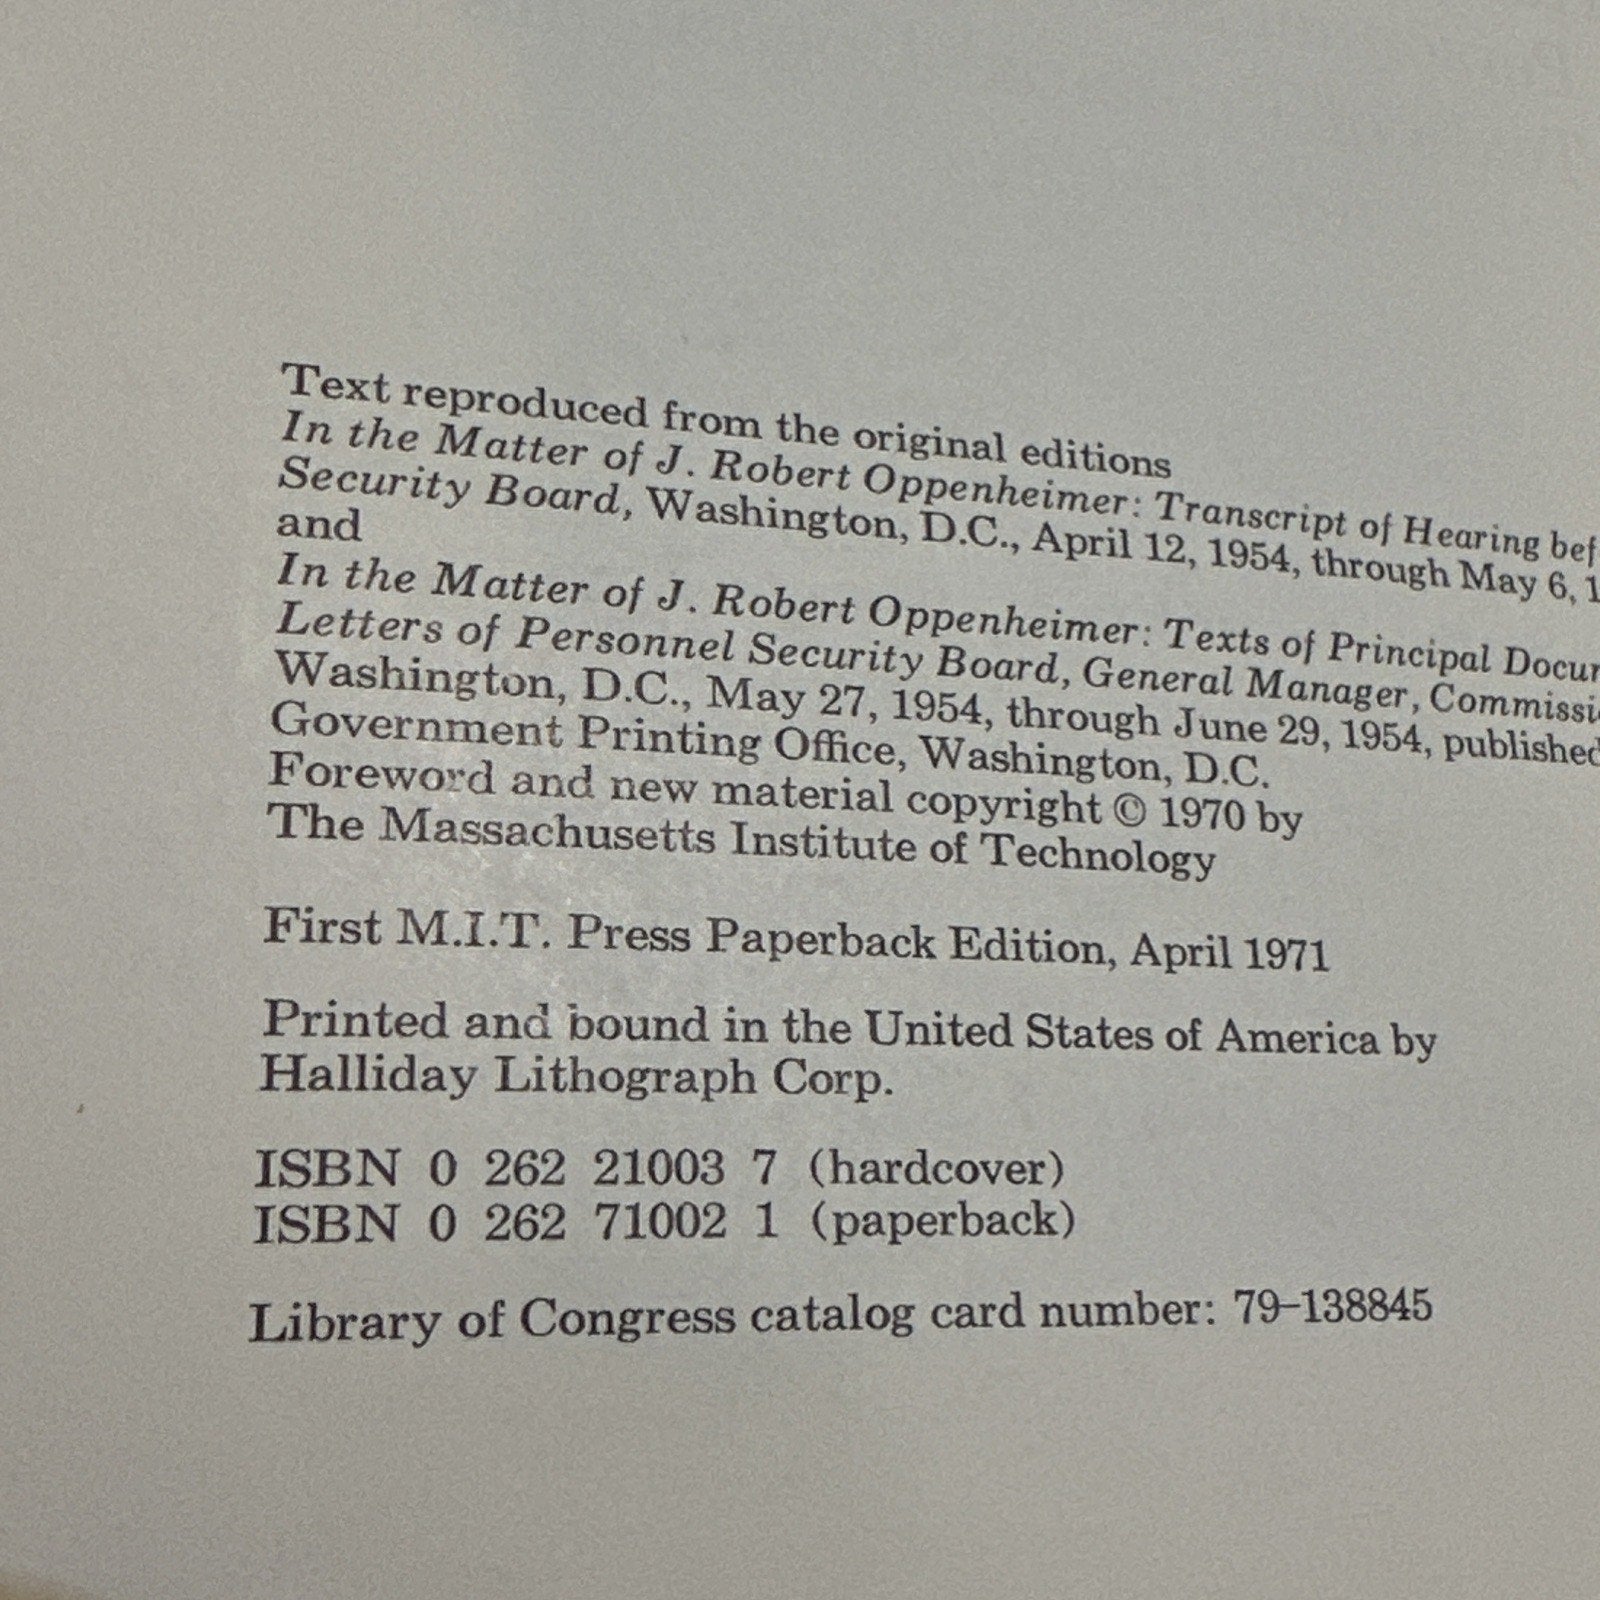 Text reproduced from the original editions
In the Matter of J. Robert Oppenheimer: Transcript of Hearing
Security Board, Washington, D.C., April 12, 1954, through May 6,
and
In the Matter of J. Robert Oppenheimer: Texts of Principal
Letters of Personnel Security Board, General Manager,
Washington, D.C., May 27, 1954, through June 29, 1954, published
Government Printing Office, Washington, D.C.
Foreword and new material copyright © 1970 by
The Massachusetts Institute of Technology
First M.I.T. Press Paperback Edition, April 1971
Printed and bound in the United States of America by
Halliday Lithograph Corp.
ISBN 0 262 21003 7 (hardcover)
ISBN 0 262 71002 1 (paperback)
Library of Congress catalog card number: 79–138845